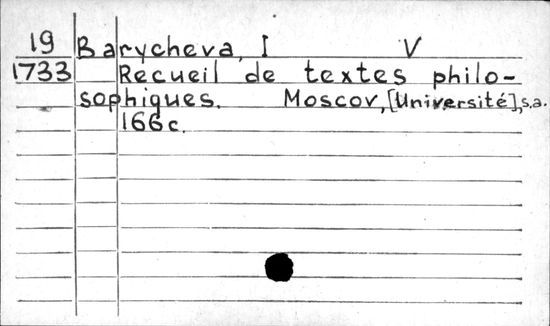 19 Barycheva, I V
1733 Recueil de textes philo-
sophiques. Moscov, [Université], s.a.
166 c.